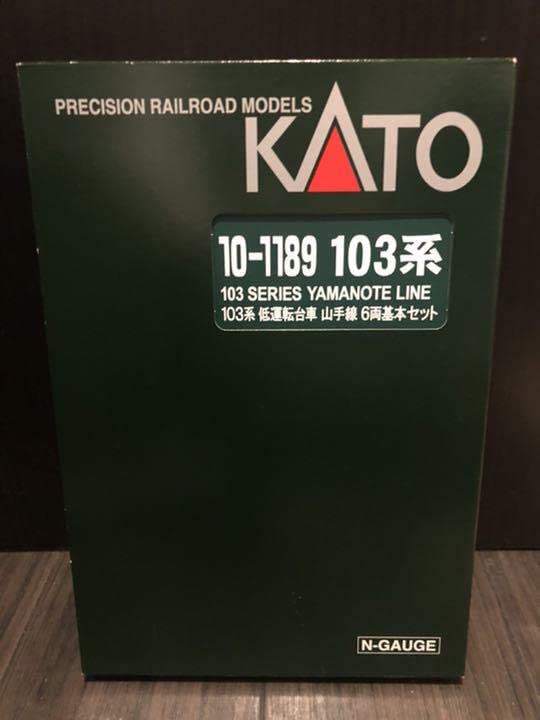 PRECISION RAILROAD MODELS
KATO
10-1189 103系
103 SERIES YAMANOTE LINE
103系 低運転台車 山手線 6両基本セット
N-GAUGE